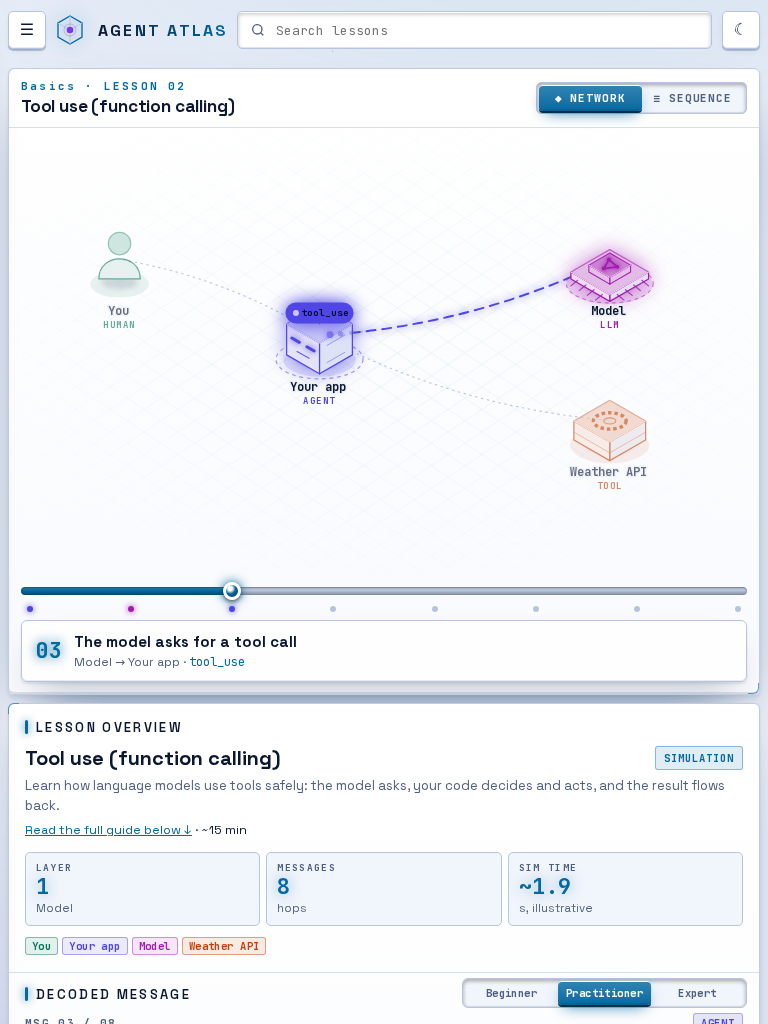 AGENT ATLAS
Search lessons
Basics · LESSON 02
Tool use (function calling)
◆ NETWORK
≡ SEQUENCE
You
HUMAN
tool_use
Your app
AGENT
Model
LLM
Weather API
TOOL
03
The model asks for a tool call
Model → Your app · tool_use
LESSON OVERVIEW
Tool use (function calling)
SIMULATION
Learn how language models use tools safely: the model asks, your code decides and acts, and the result flows
back.
Read the full guide below ↓ · ~15 min
LAYER
1
Model
MESSAGES
8
hops
SIM TIME
~1.9
s, illustrative
You
Your app
Model
Weather API
DECODED MESSAGE
Beginner
Practitioner
Expert
MSG 03 / 08
AGENT